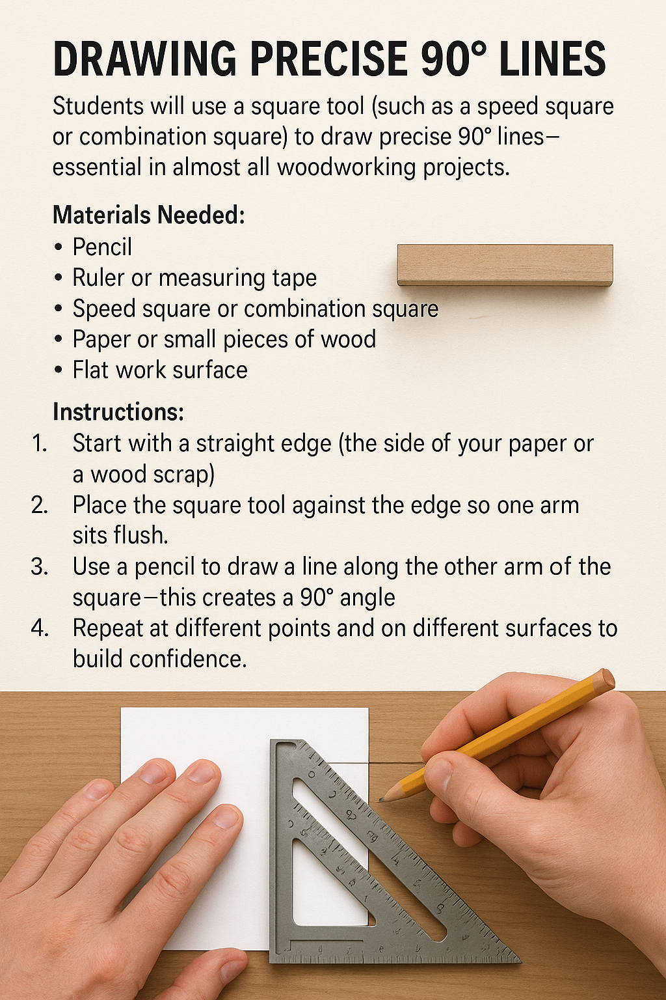 DRAWING PRECISE 90° LINES
Students will use a square tool (such as a speed square
or combination square) to draw precise 90° lines—
essential in almost all woodworking projects.
Materials Needed:
• Pencil
• Ruler or measuring tape
• Speed square or combination square
• Paper or small pieces of wood
• Flat work surface
Instructions:
1. Start with a straight edge (the side of your paper or
a wood scrap)
2. Place the square tool against the edge so one arm
sits flush.
3. Use a pencil to draw a line along the other arm of the
square—this creates a 90° angle
4. Repeat at different points and on different surfaces to
build confidence.